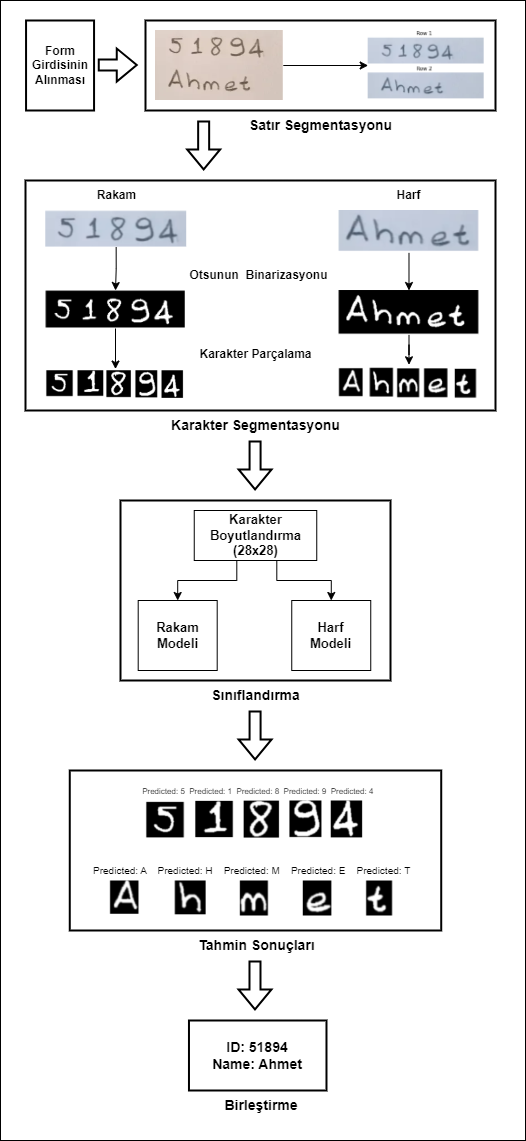 Form
Girdisinin
Alınması
51894
Ahmet
Row 1
51894
Row 2
Ahmet
Satır Segmentasyonu
Rakam
Harf
51894
Ahmet
Otsunun Binarizasyonu
51894
Ahmet
Karakter Parçalama
5 1 8 9 4
A h m e t
Karakter Segmentasyonu
Karakter
Boyutlandırma
(28x28)
Rakam
Modeli
Harf
Modeli
Sınıflandırma
Predicted: 5 Predicted: 1 Predicted: 8 Predicted: 9 Predicted: 4
5 1 8 9 4
Predicted: A Predicted: H Predicted: M Predicted: E Predicted: T
A h m e t
Tahmin Sonuçları
ID: 51894
Name: Ahmet
Birleştirme